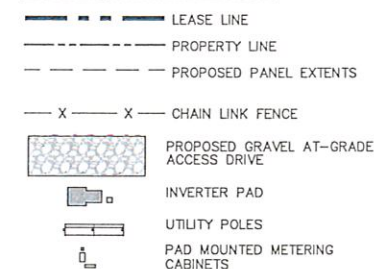 LEASE LINE
PROPERTY LINE
PROPOSED PANEL EXTENTS
X X CHAIN LINK FENCE
PROPOSED GRAVEL AT-GRADE
ACCESS DRIVE
INVERTER PAD
UTILITY POLES
PAD MOUNTED METERING
CABINETS